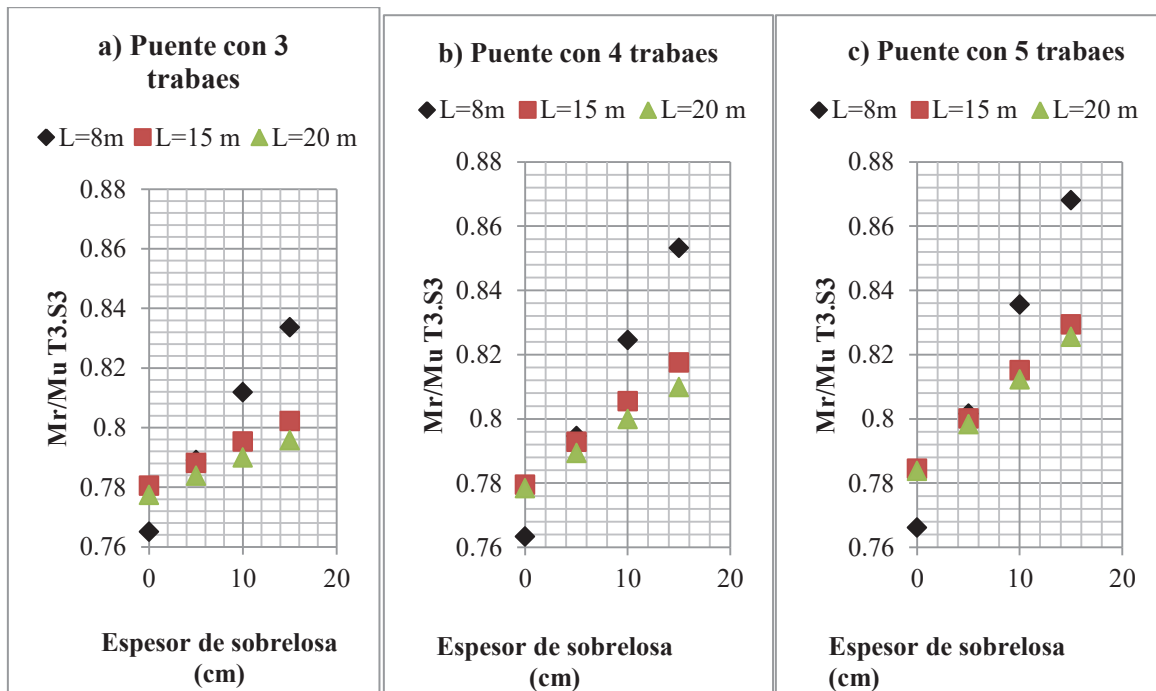 a) Puente con 3
trabaes
L=8m L=15 m L=20 m
Mr/Mu T3.S3
0.88
0.86
0.84
0.82
0.8
0.78
0.76
0 10 20
Espesor de sobrelosa
(cm)
b) Puente con 4 trabaes
L=8m L=15 m L=20 m
Mr/Mu T3.S3
0.88
0.86
0.84
0.82
0.8
0.78
0.76
0 10 20
Espesor de sobrelosa
(cm)
c) Puente con 5 trabaes
L=8m L=15 m L=20 m
Mr/Mu T3.S3
0.88
0.86
0.84
0.82
0.8
0.78
0.76
0 10 20
Espesor de sobrelosa
(cm)